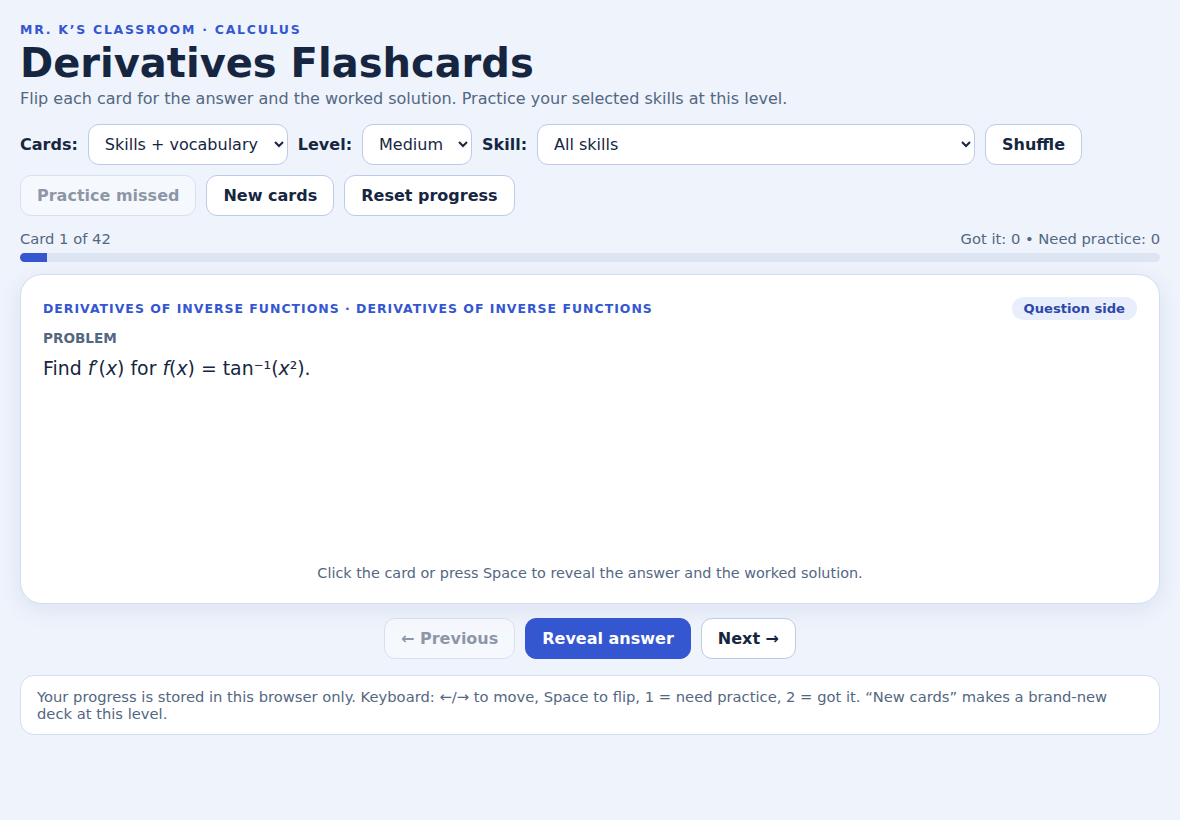 MR. K’S CLASSROOM · CALCULUS
Derivatives Flashcards
Flip each card for the answer and the worked solution. Practice your selected skills at this level.
Cards: Skills + vocabulary Level: Medium Skill: All skills Shuffle
Practice missed New cards Reset progress
Card 1 of 42 Got it: 0 • Need practice: 0
DERIVATIVES OF INVERSE FUNCTIONS · DERIVATIVES OF INVERSE FUNCTIONS Question side
PROBLEM
Find f′(x) for f(x) = tan⁻¹(x²).
Click the card or press Space to reveal the answer and the worked solution.
← Previous Reveal answer Next →
Your progress is stored in this browser only. Keyboard: ←/→ to move, Space to flip, 1 = need practice, 2 = got it. “New cards” makes a brand-new
deck at this level.